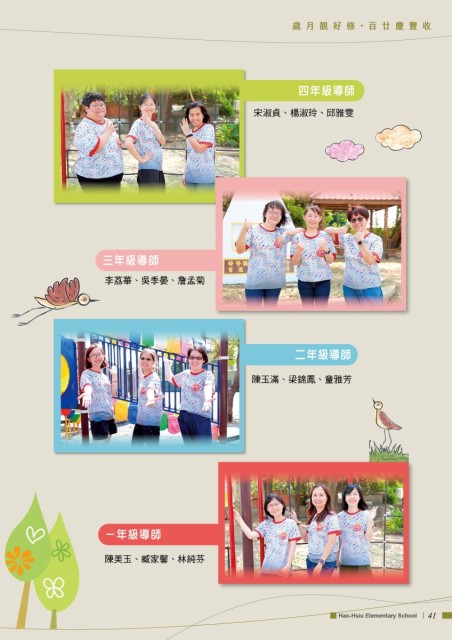 歲月靚好修・百廿慶豐收
四年級導師
宋淑貞、楊淑玲、邱雅雯
三年級導師
李荔華、吳季晏、詹孟菊
二年級導師
陳玉滿、梁錦鳳、童雅芳
一年級導師
陳美玉、臧家馨、林純芬
Hao-Hsiu Elementary School | 41